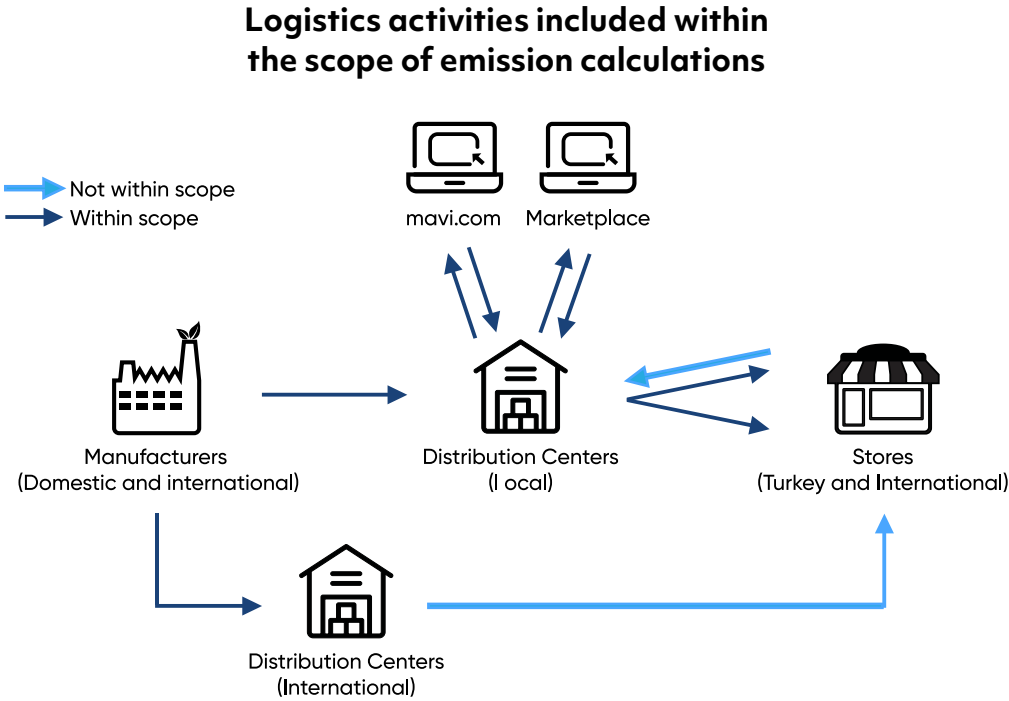 Logistics activities included within
the scope of emission calculations
Not within scope
Within scope
mavi.com
Marketplace
Manufacturers
(Domestic and international)
Distribution Centers
(l ocal)
Stores
(Turkey and International)
Distribution Centers
(International)